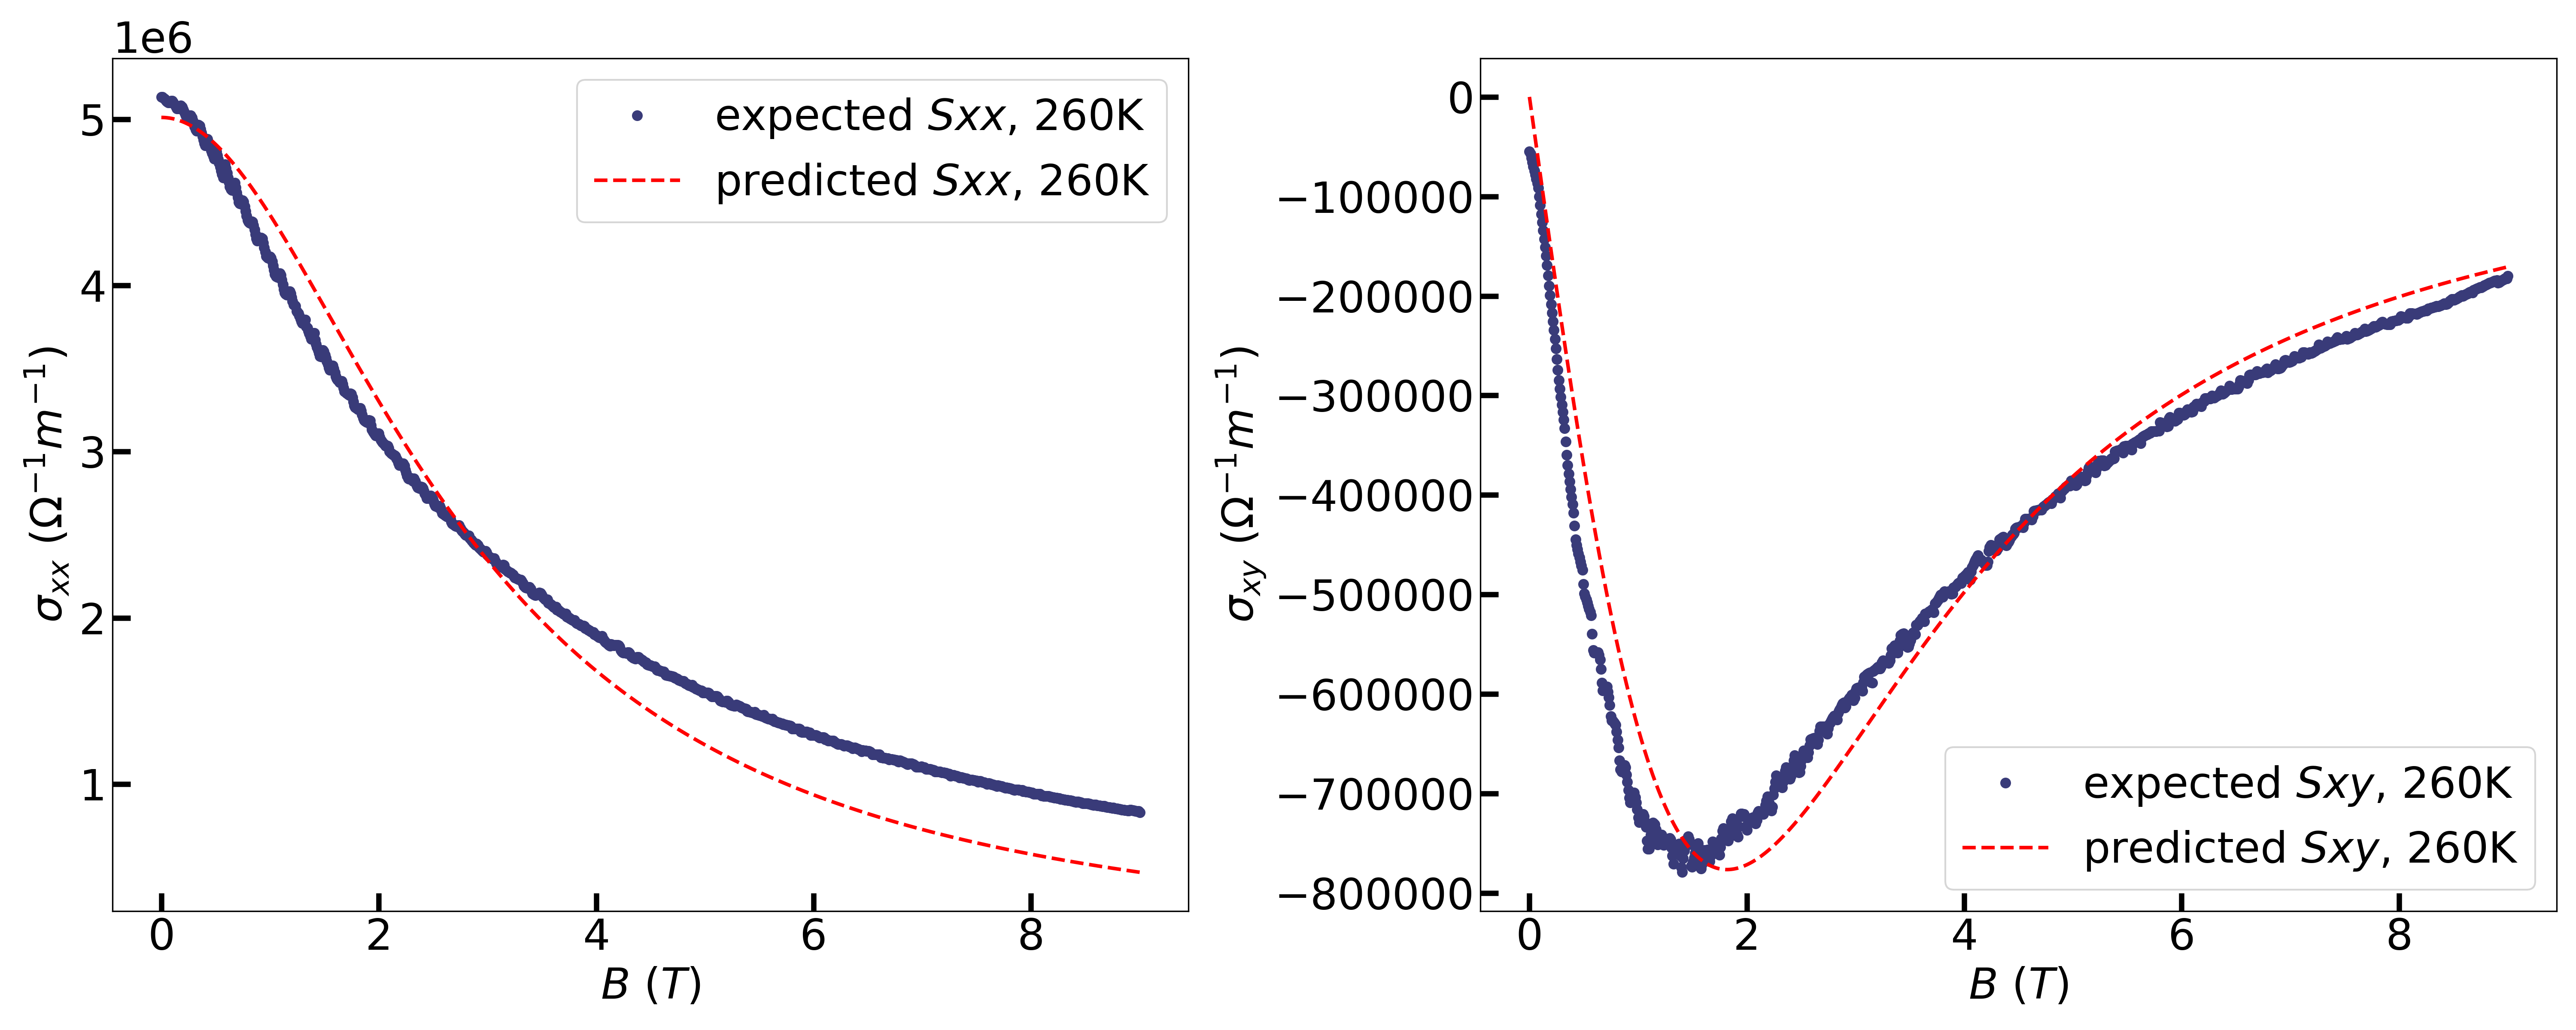 1e6
5
4
3
2
1
σxx (Ω⁻¹m⁻¹)
0
2
4
6
8
B (T)
expected Sxx, 260K
predicted Sxx, 260K
0
−100000
−200000
−300000
−400000
−500000
−600000
−700000
−800000
σxy (Ω⁻¹m⁻¹)
0
2
4
6
8
B (T)
expected Sxy, 260K
predicted Sxy, 260K